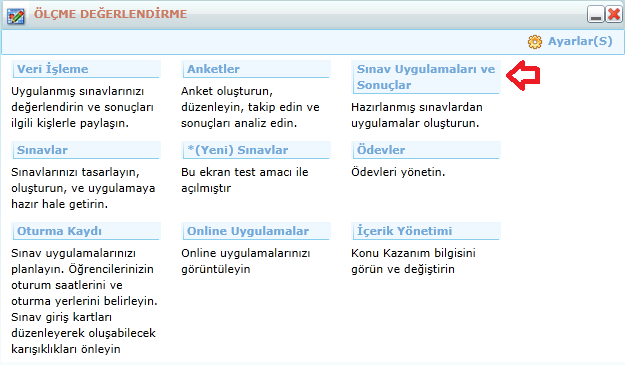 ÖLÇME DEĞERLENDİRME
Ayarlar(S)
Veri İşleme
Uygulanmış sınavlarınızı
değerlendirin ve sonuçları
ilgili kişlerle paylaşın.
Anketler
Anket oluşturun,
düzenleyin, takip edin ve
sonuçları analiz edin.
Sınav Uygulamaları ve
Sonuçlar
Hazırlanmış sınavlardan
uygulamalar oluşturun.
Sınavlar
Sınavlarınızı tasarlayın,
oluşturun, ve uygulamaya
hazır hale getirin.
*(Yeni) Sınavlar
Bu ekran test amacı ile
açılmıştır
Ödevler
Ödevleri yönetin.
Oturma Kaydı
Sınav uygulamalarınızı
planlayın. Öğrencilerinizin
oturum saatlerini ve
oturma yerlerini belirleyin.
Sınav giriş kartları
düzenleyerek oluşabilecek
karışıklıkları önleyin
Online Uygulamalar
Online uygulamalarınızı
görüntüleyin
İçerik Yönetimi
Konu Kazanım bilgisini
görün ve değiştirin